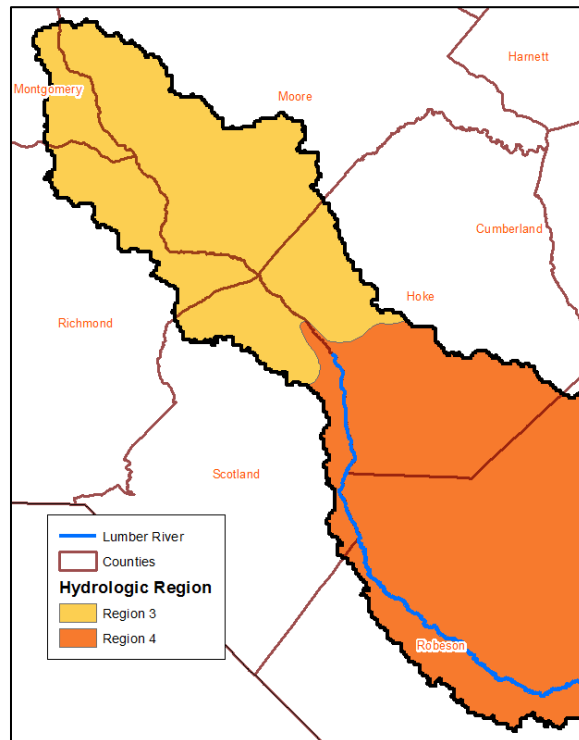 Harnett
Montgomery
Moore
Cumberland
Hoke
Richmond
Scotland
Lumber River
Counties
Hydrologic Region
Region 3
Region 4
Robeson